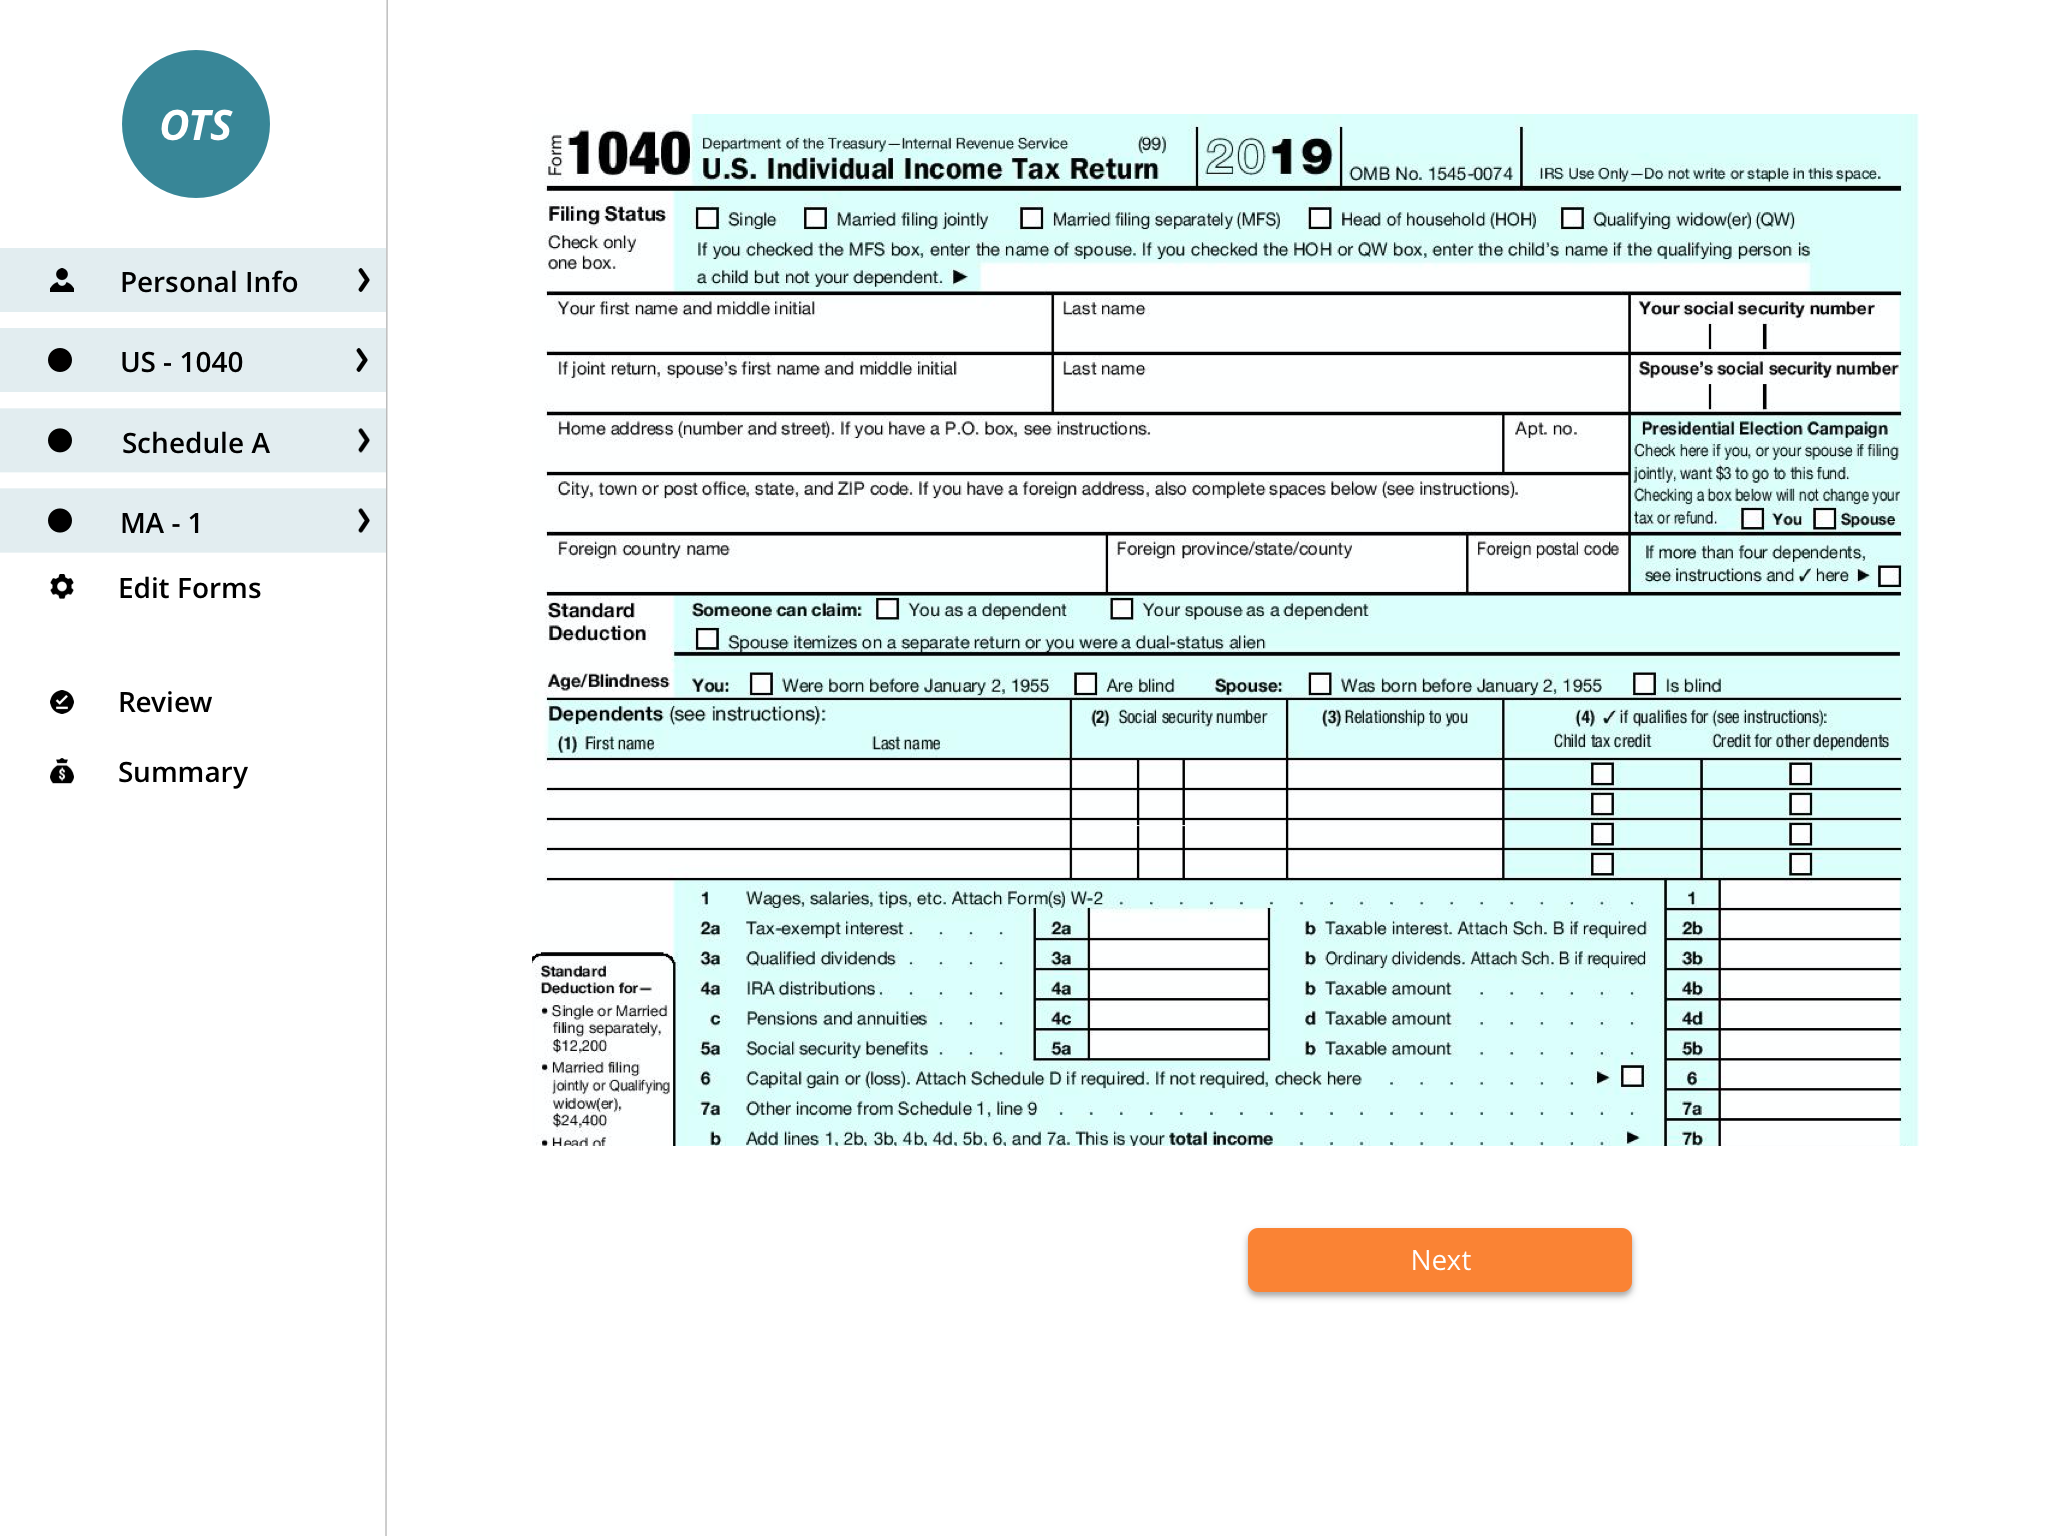 OTS
Personal Info
US - 1040
Schedule A
MA - 1
Edit Forms
Review
Summary
Form 1040 Department of the Treasury—Internal Revenue Service (99)
U.S. Individual Income Tax Return
2019
OMB No. 1545-0074
IRS Use Only—Do not write or staple in this space.
Filing Status
Check only
one box.
Single Married filing jointly Married filing separately (MFS) Head of household (HOH) Qualifying widow(er) (QW)
If you checked the MFS box, enter the name of spouse. If you checked the HOH or QW box, enter the child's name if the qualifying person is
a child but not your dependent. ►
Your first name and middle initial Last name Your social security number
If joint return, spouse's first name and middle initial Last name Spouse's social security number
Home address (number and street). If you have a P.O. box, see instructions. Apt. no.
Presidential Election Campaign
Check here if you, or your spouse if filing
jointly, want $3 to go to this fund.
Checking a box below will not change your
tax or refund. You Spouse
City, town or post office, state, and ZIP code. If you have a foreign address, also complete spaces below (see instructions).
Foreign country name Foreign province/state/county Foreign postal code
If more than four dependents,
see instructions and ✓ here ►
Standard
Deduction
Someone can claim: You as a dependent Your spouse as a dependent
Spouse itemizes on a separate return or you were a dual-status alien
Age/Blindness You: Were born before January 2, 1955 Are blind Spouse: Was born before January 2, 1955 Is blind
Dependents (see instructions): (2) Social security number (3) Relationship to you (4) ✓ if qualifies for (see instructions):
(1) First name Last name Child tax credit Credit for other dependents
1 Wages, salaries, tips, etc. Attach Form(s) W-2 . . . . . . . . . . . . . . . . . . 1
2a Tax-exempt interest . . . . 2a b Taxable interest. Attach Sch. B if required 2b
3a Qualified dividends . . . . 3a b Ordinary dividends. Attach Sch. B if required 3b
4a IRA distributions . . . . . 4a b Taxable amount . . . . . . 4b
c Pensions and annuities . . . 4c d Taxable amount . . . . . . 4d
5a Social security benefits . . . 5a b Taxable amount . . . . . . 5b
6 Capital gain or (loss). Attach Schedule D if required. If not required, check here . . . . . . . ► 6
7a Other income from Schedule 1, line 9 . . . . . . . . . . . . . . . . . . . . 7a
b Add lines 1, 2b, 3b, 4b, 4d, 5b, 6, and 7a. This is your total income . . . . . . . . . . . ► 7b
Standard
Deduction for—
• Single or Married
filing separately,
$12,200
• Married filing
jointly or Qualifying
widow(er),
$24,400
• Head of
Next